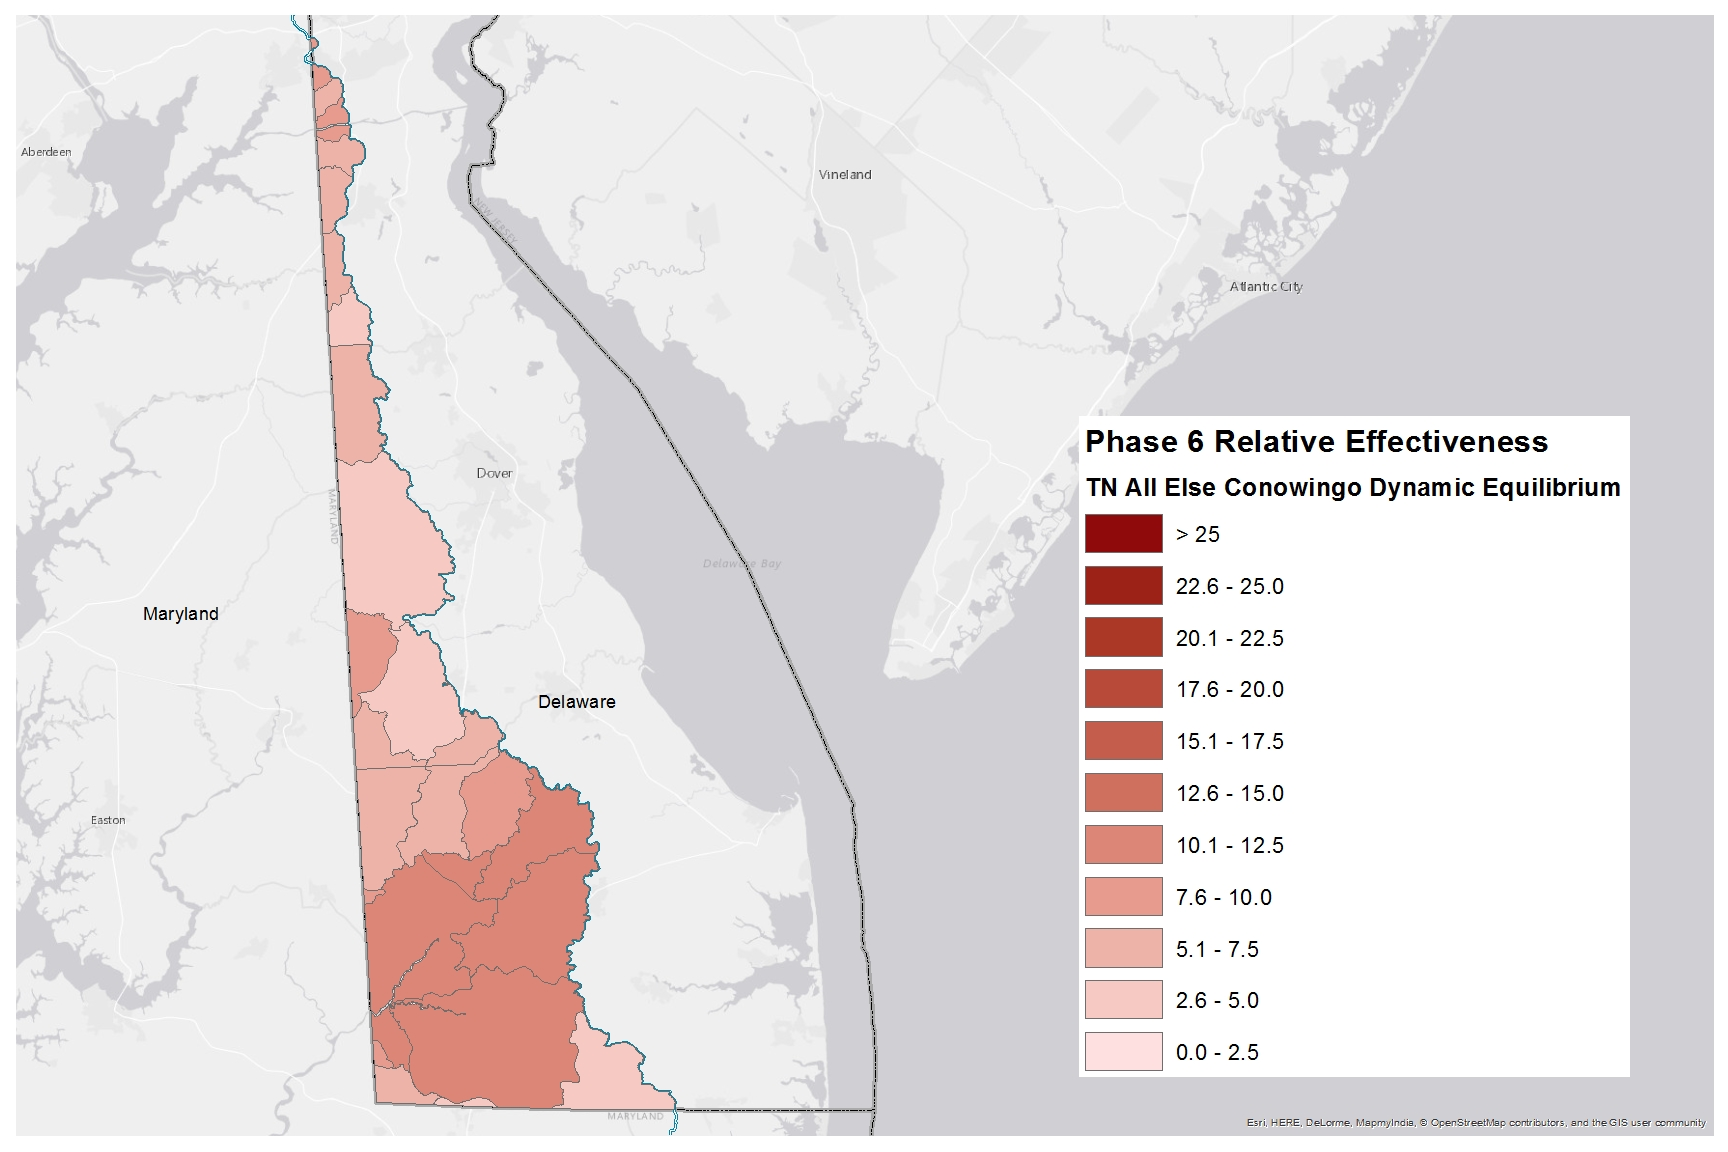 Aberdeen
Vineland
NEW JERSEY
Atlantic City
Phase 6 Relative Effectiveness
TN All Else Conowingo Dynamic Equilibrium
> 25
22.6 - 25.0
20.1 - 22.5
17.6 - 20.0
15.1 - 17.5
12.6 - 15.0
10.1 - 12.5
7.6 - 10.0
5.1 - 7.5
2.6 - 5.0
0.0 - 2.5
Dover
MARYLAND
Delaware Bay
Maryland
Delaware
Easton
MARYLAND
Esri, HERE, DeLorme, MapmyIndia, © OpenStreetMap contributors, and the GIS user community